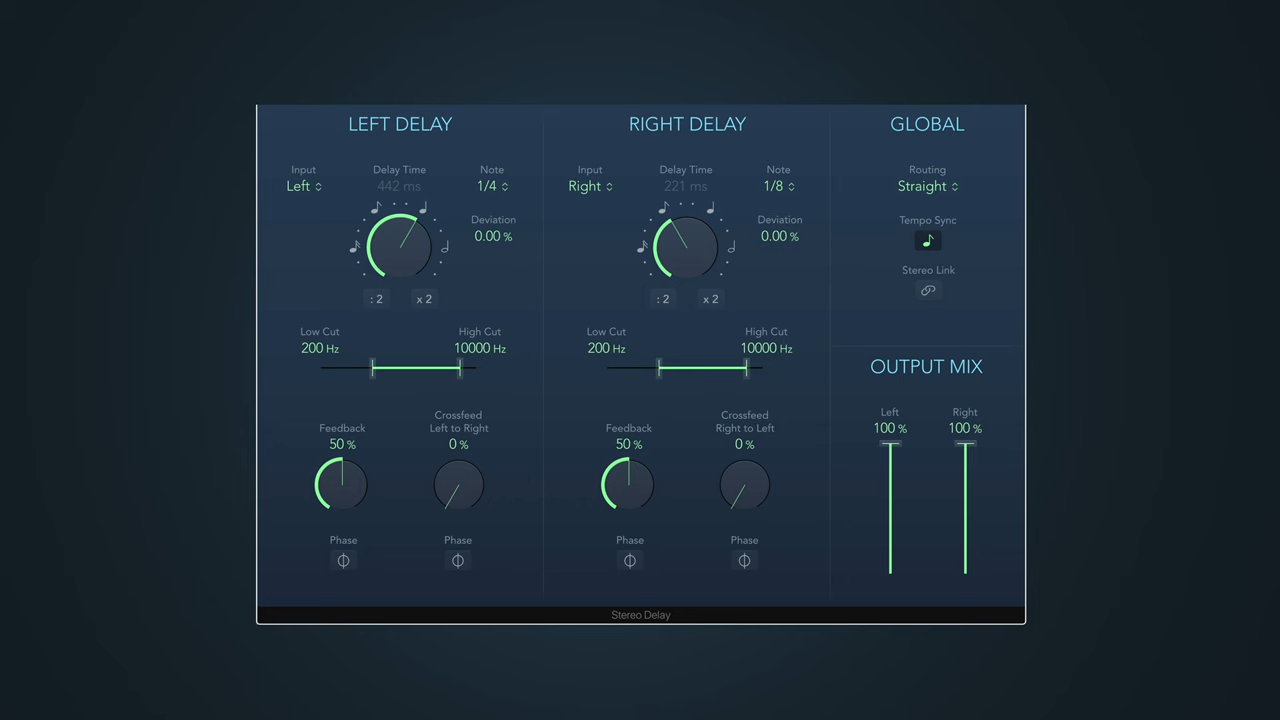 LEFT DELAY
Input
Left
Delay Time
442 ms
Note
1/4
Deviation
0.00 %
: 2
x 2
Low Cut
200 Hz
High Cut
10000 Hz
Feedback
50 %
Crossfeed
Left to Right
0 %
Phase
Phase
RIGHT DELAY
Input
Right
Delay Time
221 ms
Note
1/8
Deviation
0.00 %
: 2
x 2
Low Cut
200 Hz
High Cut
10000 Hz
Feedback
50 %
Crossfeed
Right to Left
0 %
Phase
Phase
GLOBAL
Routing
Straight
Tempo Sync
Stereo Link
OUTPUT MIX
Left
100 %
Right
100 %
Stereo Delay